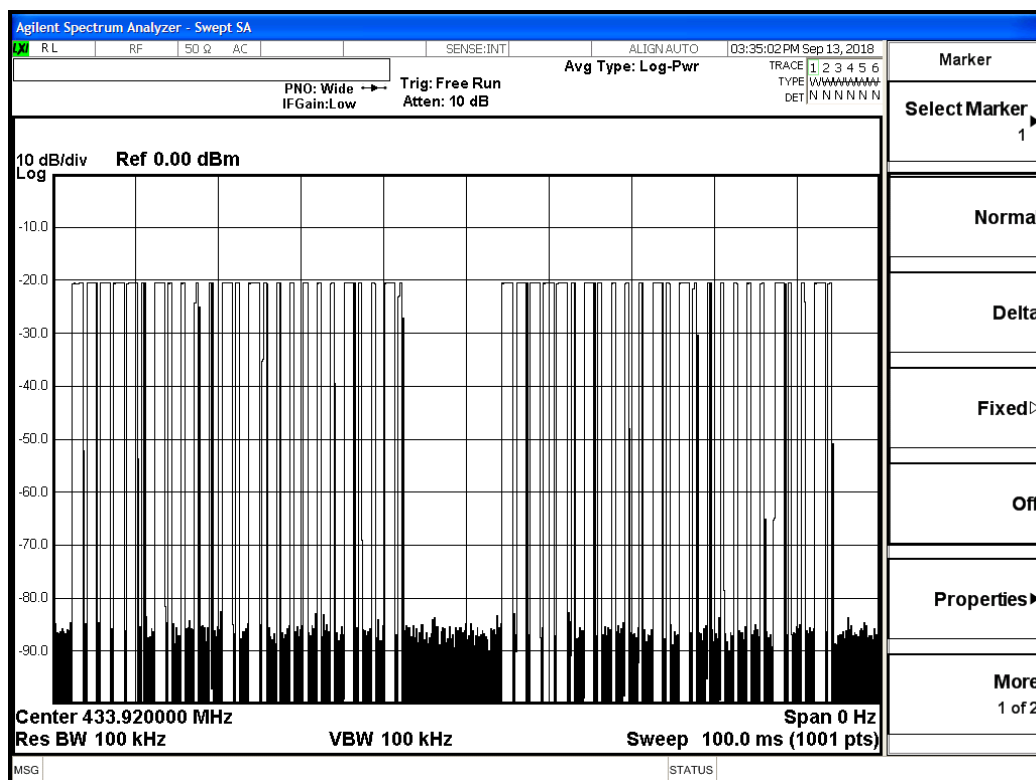 Agilent Spectrum Analyzer - Swept SA
LXI RL RF 50 Ω AC SENSE:INT ALIGN AUTO 03:35:02 PM Sep 13, 2018
Marker
Avg Type: Log-Pwr
TRACE 1 2 3 4 5 6
PNO: Wide Trig: Free Run
TYPE WWWWWW
IFGain:Low Atten: 10 dB
DET N N N N N N
Select Marker
1
10 dB/div Ref 0.00 dBm
Log
Norma
-10.0
-20.0
Delta
-30.0
-40.0
Fixed
-50.0
Off
-60.0
-70.0
-80.0
Properties
-90.0
More
1 of 2
Center 433.920000 MHz Span 0 Hz
Res BW 100 kHz VBW 100 kHz Sweep 100.0 ms (1001 pts)
MSG STATUS